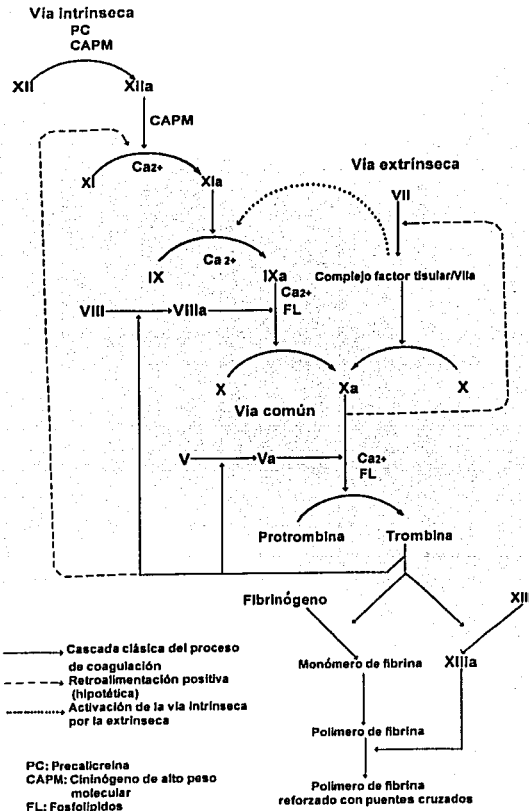 Vía intrínseca
PC
CAPM
XII
XIIa
CAPM
Ca2+
XI
XIa
Vía extrínseca
VII
Ca2+
IX
IXa
Complejo factor tisular/VIIa
Ca2+
FL
VIII
VIIIa
X
Xa
X
Vía común
V
Va
Ca2+
FL
Protrombina
Trombina
Fibrinógeno
XII
Monómero de fibrina
XIIIa
Polímero de fibrina
Polímero de fibrina
reforzado con puentes cruzados
Cascada clásica del proceso
de coagulación
Retroalimentación positiva
(hipotética)
Activación de la vía intrínseca
por la extrínseca
PC: Precalicreína
CAPM: Cininógeno de alto peso
molecular
FL: Fosfolípidos